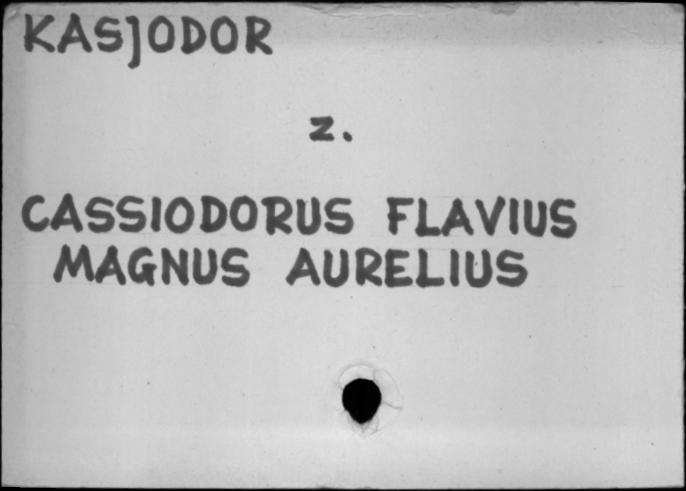 KASJODOR
z.
CASSIODORUS FLAVIUS
MAGNUS AURELIUS